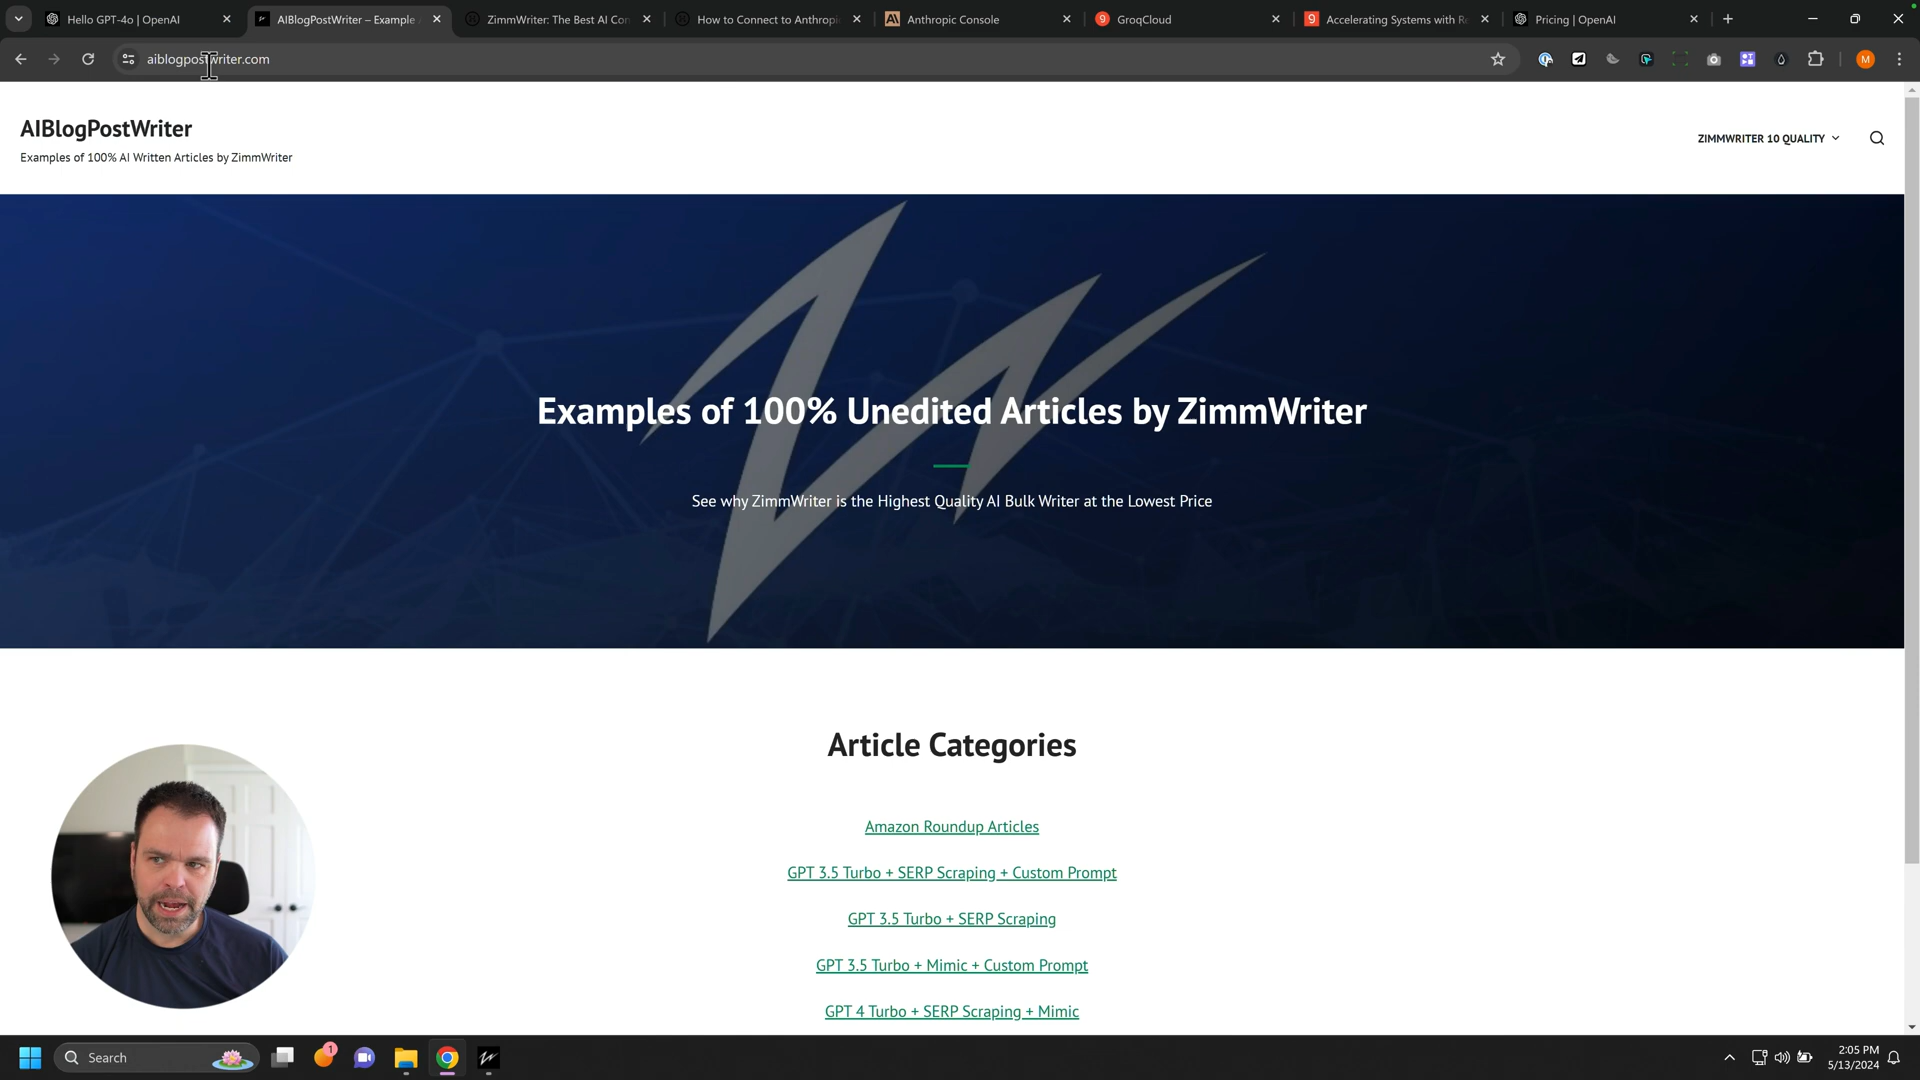 Hello GPT-4o | OpenAI
AIBlogPostWriter – Example
ZimmWriter: The Best AI Con
How to Connect to Anthropi
Anthropic Console
GroqCloud
Accelerating Systems with R
Pricing | OpenAI
aiblogpostwriter.com
M
AIBlogPostWriter
Examples of 100% AI Written Articles by ZimmWriter
ZIMMWRITER 10 QUALITY
Examples of 100% Unedited Articles by ZimmWriter
See why ZimmWriter is the Highest Quality AI Bulk Writer at the Lowest Price
Article Categories
Amazon Roundup Articles
GPT 3.5 Turbo + SERP Scraping + Custom Prompt
GPT 3.5 Turbo + SERP Scraping
GPT 3.5 Turbo + Mimic + Custom Prompt
GPT 4 Turbo + SERP Scraping + Mimic
Search
1
2:05 PM
5/13/2024